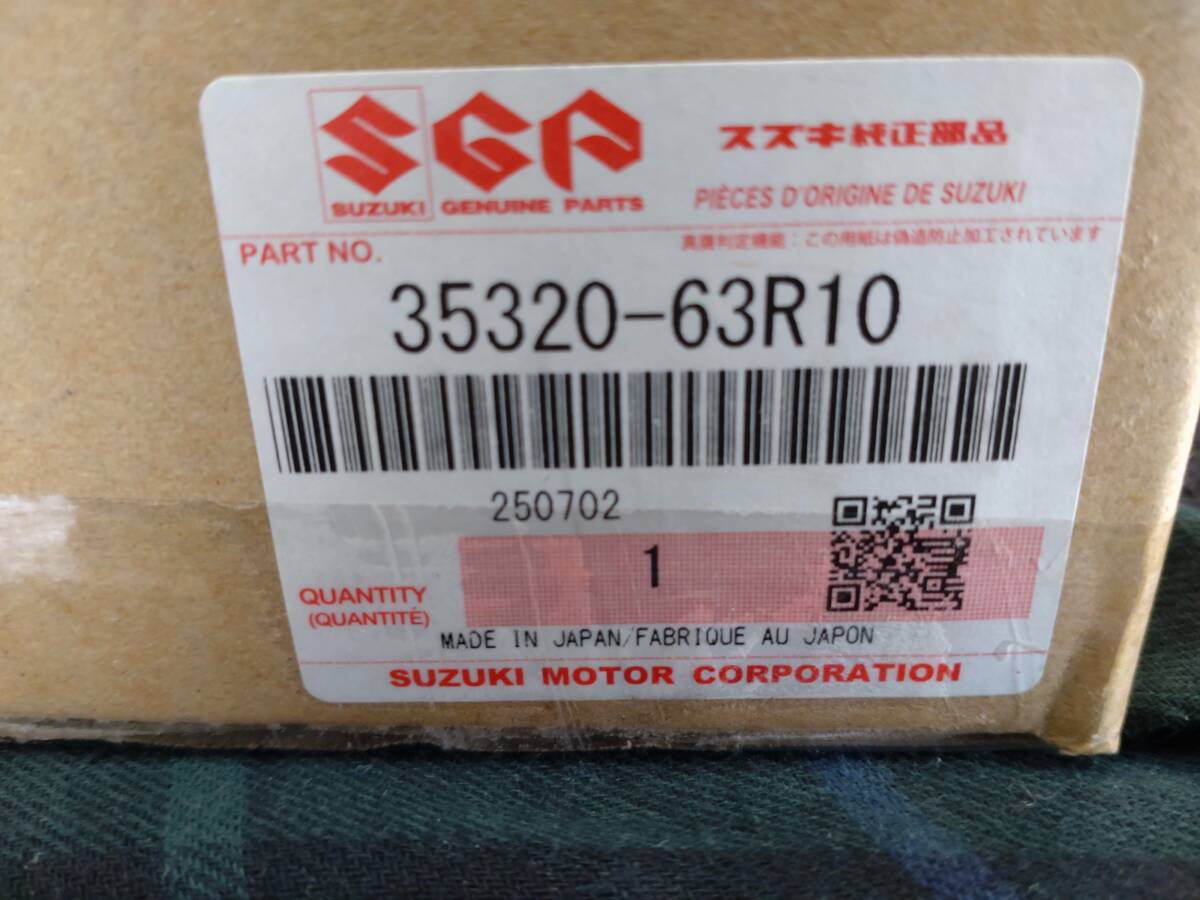 SGP
SUZUKI GENUINE PARTS
スズキ純正部品
PIÈCES D'ORIGINE DE SUZUKI
PART NO.
真贋判定機能:この用紙は偽造防止加工されています
35320-63R10
250702
1
QUANTITY
(QUANTITÉ)
MADE IN JAPAN/FABRIQUE AU JAPON
SUZUKI MOTOR CORPORATION